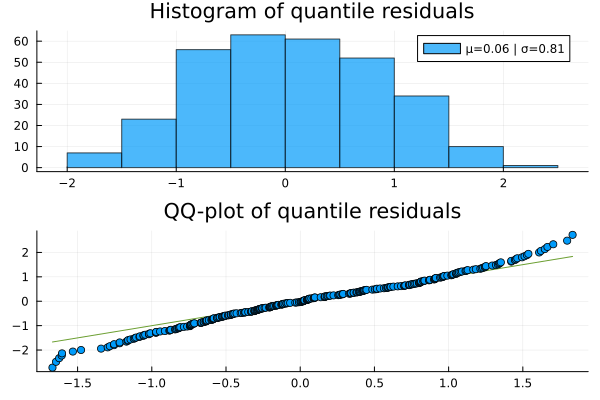 Histogram of quantile residuals
60
50
40
30
20
10
0
μ=0.06 | σ=0.81
−2 −1 0 1 2
QQ-plot of quantile residuals
2
1
0
−1
−2
−1.5 −1.0 −0.5 0.0 0.5 1.0 1.5